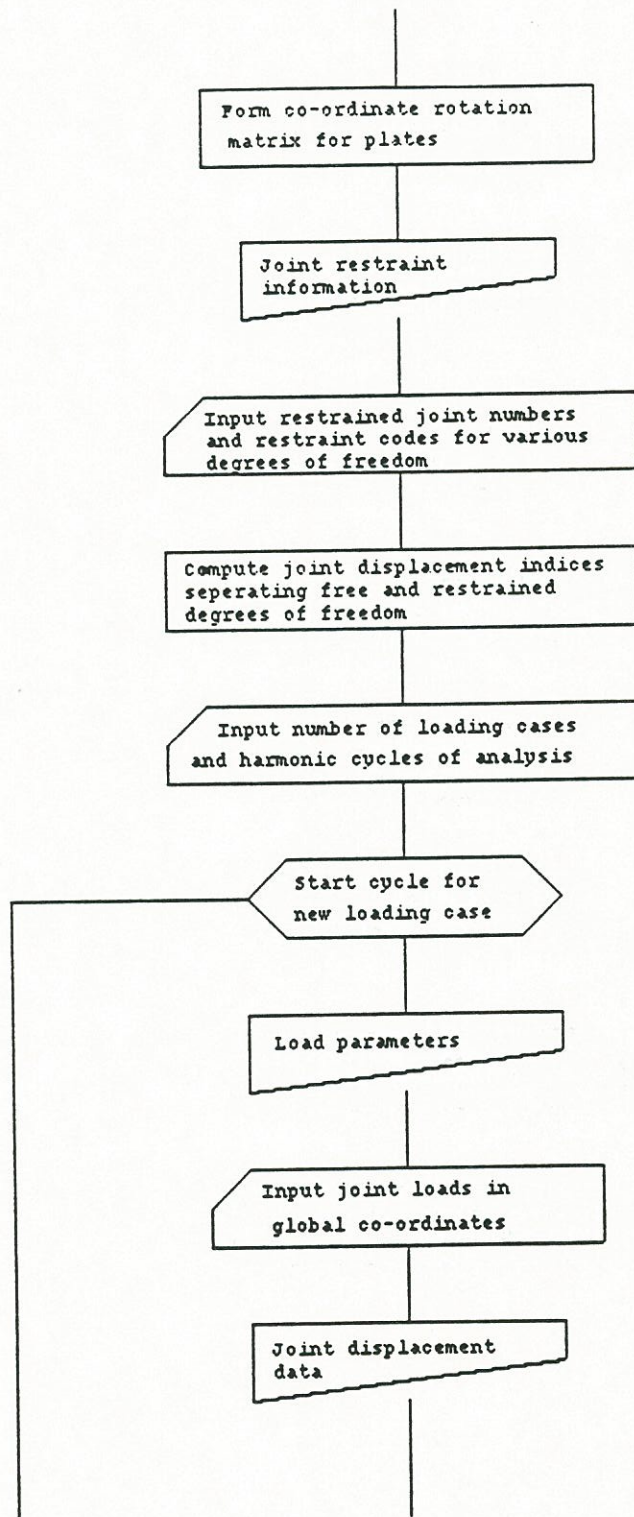 Form co-ordinate rotation
matrix for plates
Joint restraint
information
Input restrained joint numbers
and restraint codes for various
degrees of freedom
Compute joint displacement indices
seperating free and restrained
degrees of freedom
Input number of loading cases
and harmonic cycles of analysis
Start cycle for
new loading case
Load parameters
Input joint loads in
global co-ordinates
Joint displacement
data